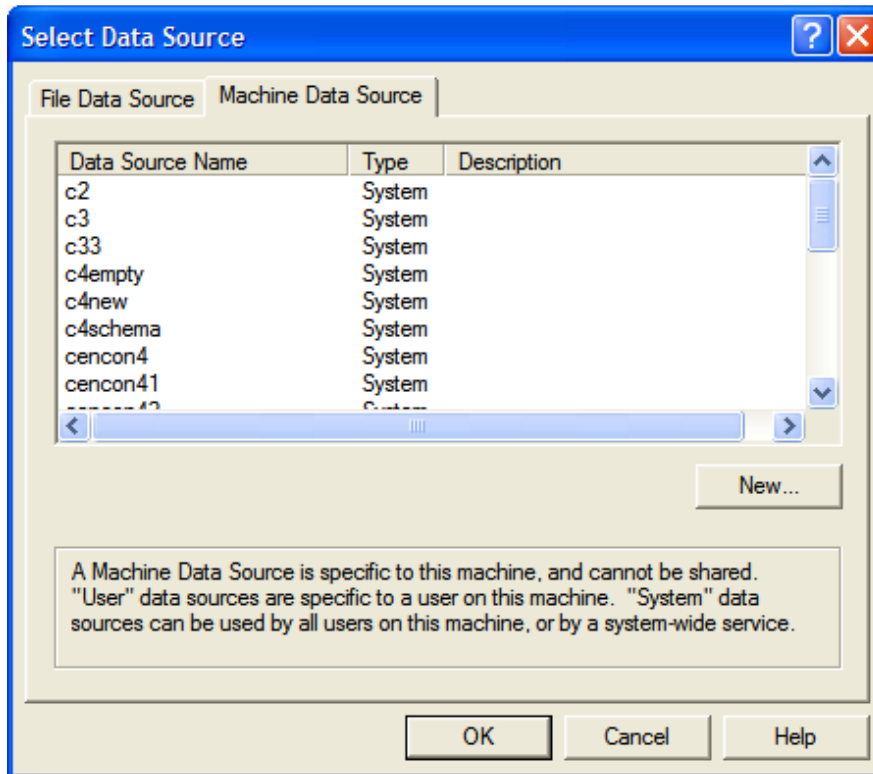 Select Data Source
File Data Source Machine Data Source
Data Source Name Type Description
c2 System
c3 System
c33 System
c4empty System
c4new System
c4schema System
cencon4 System
cencon41 System
New...
A Machine Data Source is specific to this machine, and cannot be shared.
"User" data sources are specific to a user on this machine. "System" data
sources can be used by all users on this machine, or by a system-wide service.
OK Cancel Help